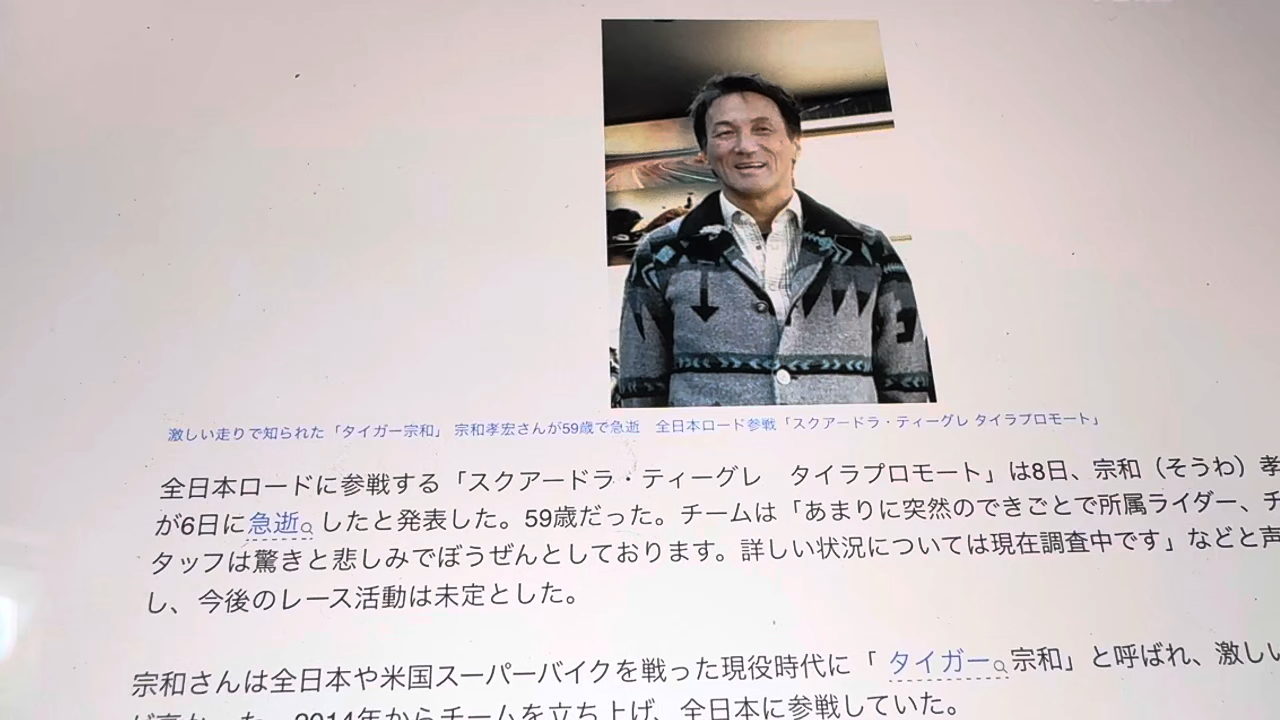 激しい走りで知られた「タイガー宗和」 宗和孝宏さんが59歳で急逝 全日本ロード参戦「スクアードラ・ティーグレ タイラプロモート」
全日本ロードに参戦する「スクアードラ・ティーグレ タイラプロモート」は8日、宗和（そうわ）孝
が6日に急逝したと発表した。59歳だった。チームは「あまりに突然のできごとで所属ライダー、チ
タッフは驚きと悲しみでぼうぜんとしております。詳しい状況については現在調査中です」などと声
し、今後のレース活動は未定とした。
宗和さんは全日本や米国スーパーバイクを戦った現役時代に「タイガー宗和」と呼ばれ、激しい
2014年からチームを立ち上げ、全日本に参戦していた。